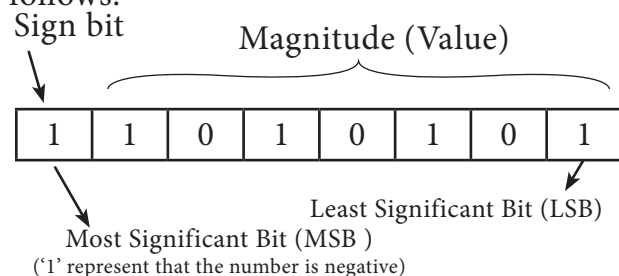 follows:
Sign bit
Magnitude (Value)
1 1 0 1 0 1 0 1
Least Significant Bit (LSB)
Most Significant Bit (MSB )
(‘1’ represent that the number is negative)